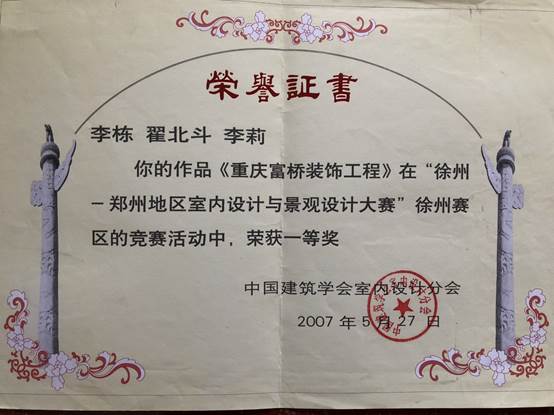 榮譽証書
李栋 翟北斗 李莉
你的作品《重庆富桥装饰工程》在“徐州
－郑州地区室内设计与景观设计大赛”徐州赛
区的竞赛活动中，荣获一等奖
中国建筑学会室内设计分会
2007 年 5 月 27 日